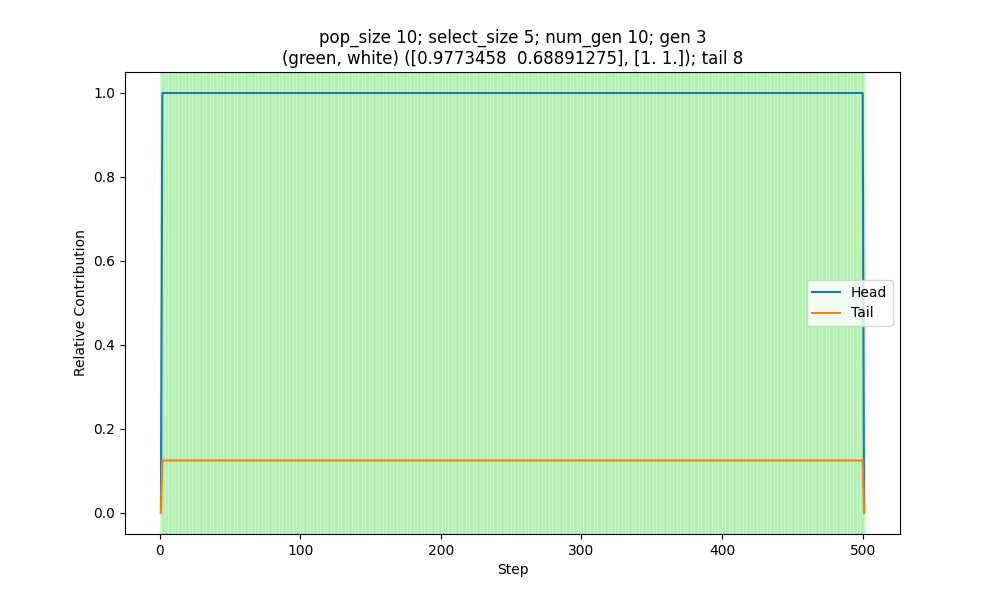 pop_size 10; select_size 5; num_gen 10; gen 3
(green, white) ([0.9773458  0.68891275], [1. 1.]); tail 8
1.0
0.8
0.6
0.4
0.2
0.0
Relative Contribution
Head
Tail
0
100
200
300
400
500
Step